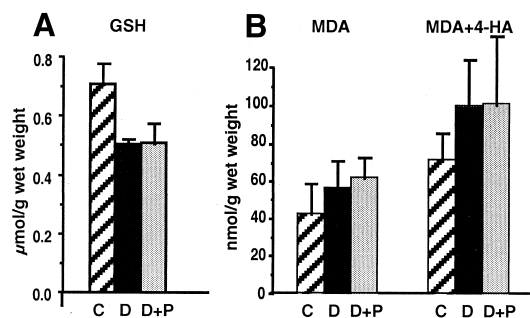 A GSH
µmol/g wet weight
0.8
0.6
0.4
0.2
0.0
C D D+P
B MDA MDA+4-HA
nmol/g wet weight
120
100
80
60
40
20
0
C D D+P C D D+P